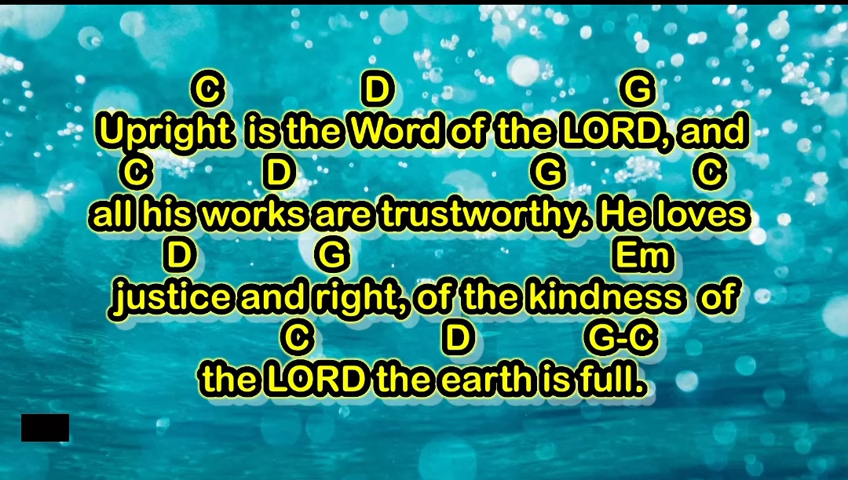 C D G
Upright is the Word of the LORD, and
C D G C
all his works are trustworthy. He loves
D G Em
justice and right, of the kindness of
C D G-C
the LORD the earth is full.